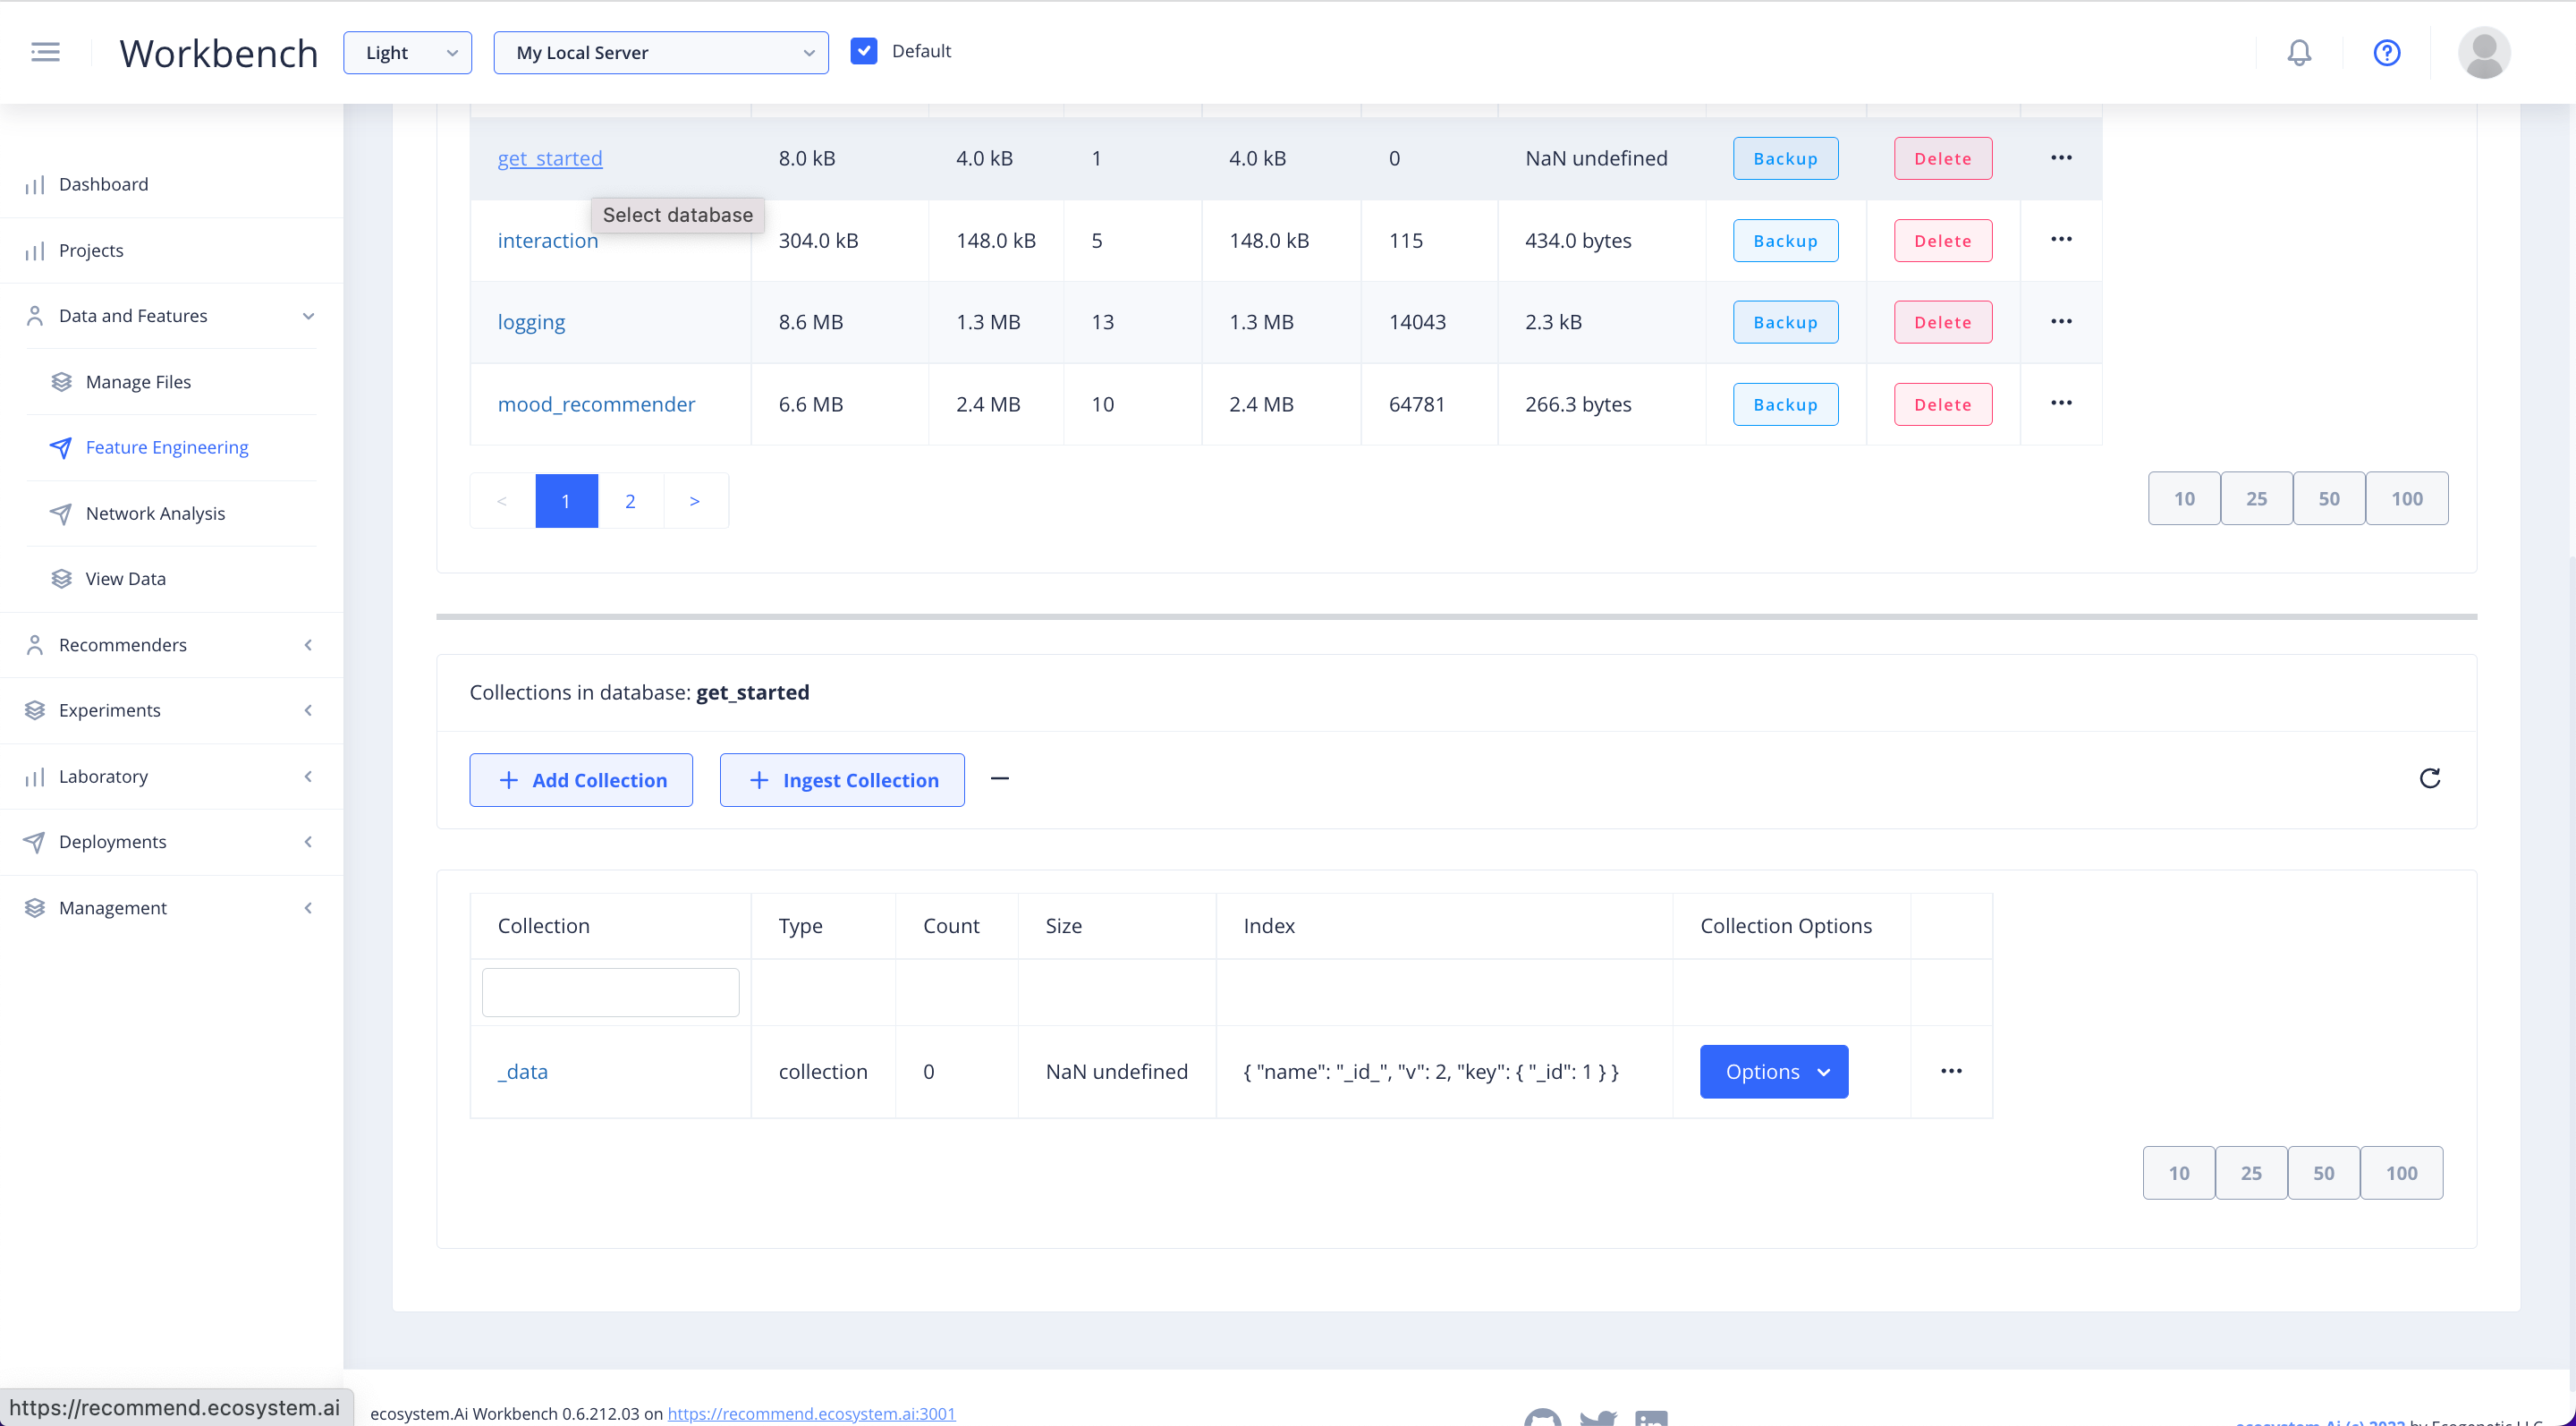 Workbench
Light
My Local Server
Default
Dashboard
Projects
Data and Features
Manage Files
Feature Engineering
Network Analysis
View Data
Recommenders
Experiments
Laboratory
Deployments
Management
get_started 8.0 kB 4.0 kB 1 4.0 kB 0 NaN undefined Backup Delete ...
Select database
interaction 304.0 kB 148.0 kB 5 148.0 kB 115 434.0 bytes Backup Delete ...
logging 8.6 MB 1.3 MB 13 1.3 MB 14043 2.3 kB Backup Delete ...
mood_recommender 6.6 MB 2.4 MB 10 2.4 MB 64781 266.3 bytes Backup Delete ...
< 1 2 > 10 25 50 100
Collections in database: get_started
+ Add Collection + Ingest Collection —
Collection Type Count Size Index Collection Options
_data collection 0 NaN undefined { "name": "_id_", "v": 2, "key": { "_id": 1 } } Options ...
10 25 50 100
https://recommend.ecosystem.ai
ecosystem.Ai Workbench 0.6.212.03 on https://recommend.ecosystem.ai:3001